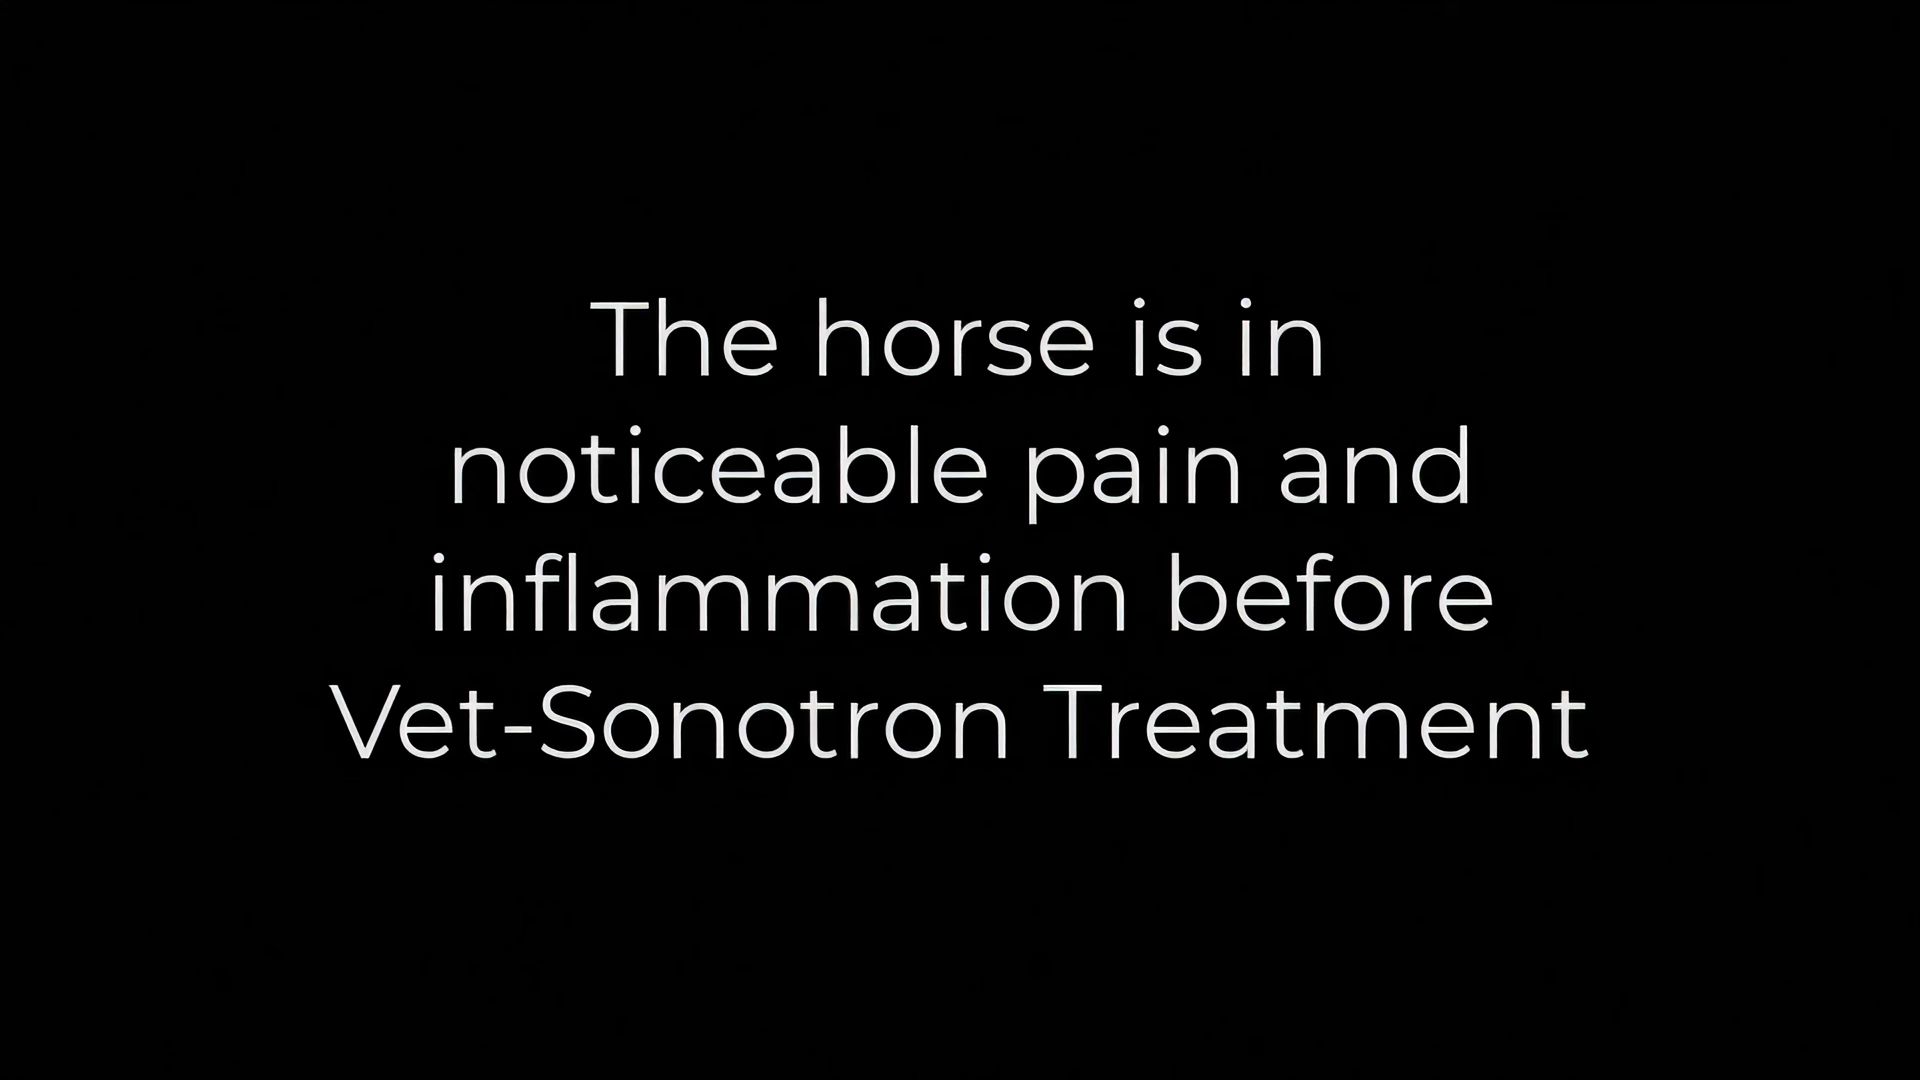 The horse is in
noticeable pain and
inflammation before
Vet-Sonotron Treatment